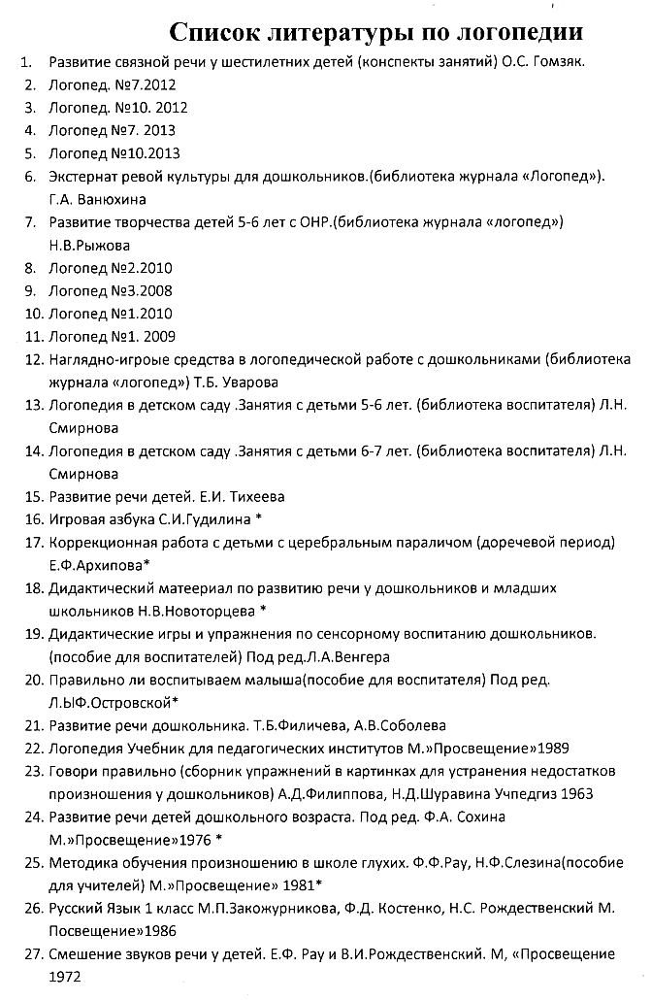 Список литературы по логопедии
1. Развитие связной речи у шестилетних детей (конспекты занятий) О.С. Гомзяк.
2. Логопед. №7.2012
3. Логопед. №10. 2012
4. Логопед №7. 2013
5. Логопед №10.2013
6. Экстернат ревой культуры для дошкольников.(библиотека журнала «Логопед»).
Г.А. Ванюхина
7. Развитие творчества детей 5-6 лет с ОНР.(библиотека журнала «логопед»)
Н.В.Рыжова
8. Логопед №2.2010
9. Логопед №3.2008
10. Логопед №1.2010
11. Логопед №1. 2009
12. Наглядно-игроые средства в логопедической работе с дошкольниками (библиотека
журнала «логопед») Т.Б. Уварова
13. Логопедия в детском саду .Занятия с детьми 5-6 лет. (библиотека воспитателя) Л.Н.
Смирнова
14. Логопедия в детском саду .Занятия с детьми 6-7 лет. (библиотека воспитателя) Л.Н.
Смирнова
15. Развитие речи детей. Е.И. Тихеева
16. Игровая азбука С.И.Гудилина *
17. Коррекционная работа с детьми с церебральным параличом (доречевой период)
Е.Ф.Архипова*
18. Дидактический матеериал по развитию речи у дошкольников и младших
школьников Н.В.Новоторцева *
19. Дидактические игры и упражнения по сенсорному воспитанию дошкольников.
(пособие для воспитателей) Под ред.Л.А.Венгера
20. Правильно ли воспитываем малыша(пособие для воспитателя) Под ред.
Л.ЫФ.Островской*
21. Развитие речи дошкольника. Т.Б.Филичева, А.В.Соболева
22. Логопедия Учебник для педагогических институтов М.»Просвещение»1989
23. Говори правильно (сборник упражнений в картинках для устранения недостатков
произношения у дошкольников) А.Д.Филиппова, Н.Д.Шуравина Учпедгиз 1963
24. Развитие речи детей дошкольного возраста. Под ред. Ф.А. Сохина
М.»Просвещение»1976 *
25. Методика обучения произношению в школе глухих. Ф.Ф.Рау, Н.Ф.Слезина(пособие
для учителей) М.»Просвещение» 1981*
26. Русский Язык 1 класс М.П.Закожурникова, Ф.Д. Костенко, Н.С. Рождественский М.
Посвещение»1986
27. Смешение звуков речи у детей. Е.Ф. Рау и В.И.Рождественский. М, «Просвещение
1972